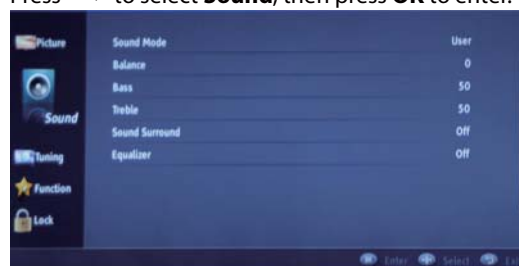 to select Sound, then press OK to enter.
Picture
Sound
Tuning
Function
Lock
Sound Mode User
Balance 0
Bass 50
Treble 50
Sound Surround Off
Equalizer Off
Enter Select